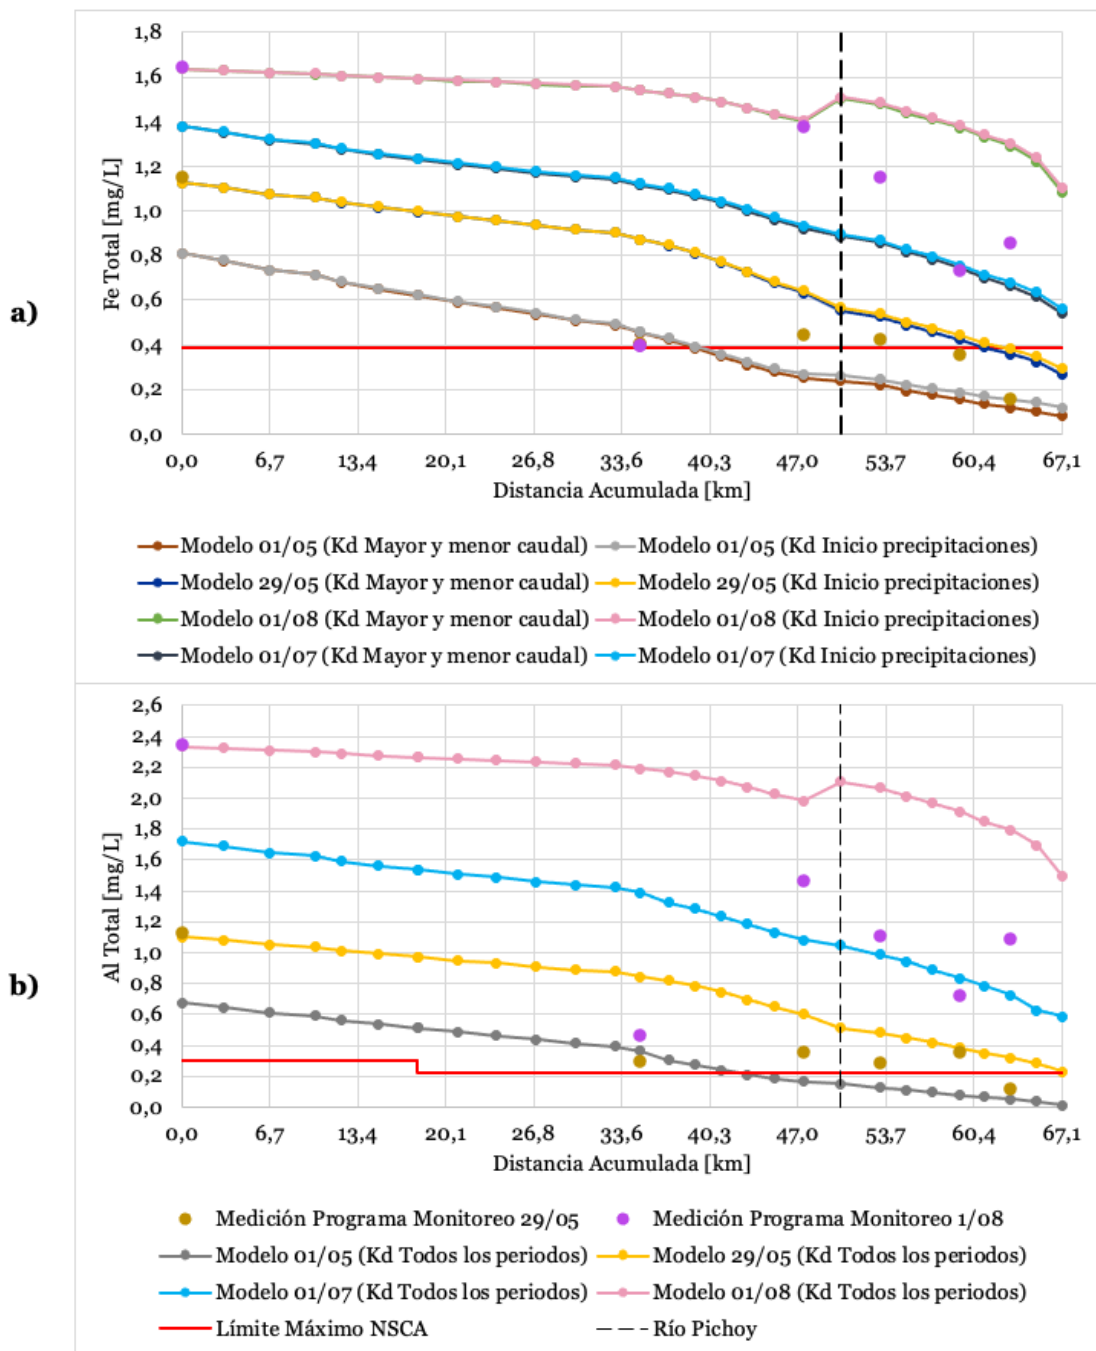 a)
Fe Total [mg/L]
1,8
1,6
1,4
1,2
1,0
0,8
0,6
0,4
0,2
0,0
0,0 6,7 13,4 20,1 26,8 33,6 40,3 47,0 53,7 60,4 67,1
Distancia Acumulada [km]
Modelo 01/05 (Kd Mayor y menor caudal) Modelo 01/05 (Kd Inicio precipitaciones)
Modelo 29/05 (Kd Mayor y menor caudal) Modelo 29/05 (Kd Inicio precipitaciones)
Modelo 01/08 (Kd Mayor y menor caudal) Modelo 01/08 (Kd Inicio precipitaciones)
Modelo 01/07 (Kd Mayor y menor caudal) Modelo 01/07 (Kd Inicio precipitaciones)
b)
Al Total [mg/L]
2,6
2,4
2,2
2,0
1,8
1,6
1,4
1,2
1,0
0,8
0,6
0,4
0,2
0,0
0,0 6,7 13,4 20,1 26,8 33,6 40,3 47,0 53,7 60,4 67,1
Distancia Acumulada [km]
Medición Programa Monitoreo 29/05 Medición Programa Monitoreo 1/08
Modelo 01/05 (Kd Todos los periodos) Modelo 29/05 (Kd Todos los periodos)
Modelo 01/07 (Kd Todos los periodos) Modelo 01/08 (Kd Todos los periodos)
Límite Máximo NSCA Río Pichoy